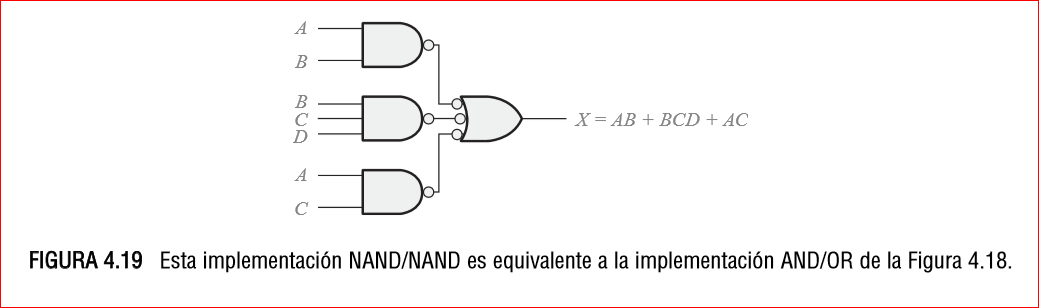 A
B
B
C
D
A
C
X = AB + BCD + AC
FIGURA 4.19 Esta implementación NAND/NAND es equivalente a la implementación AND/OR de la Figura 4.18.